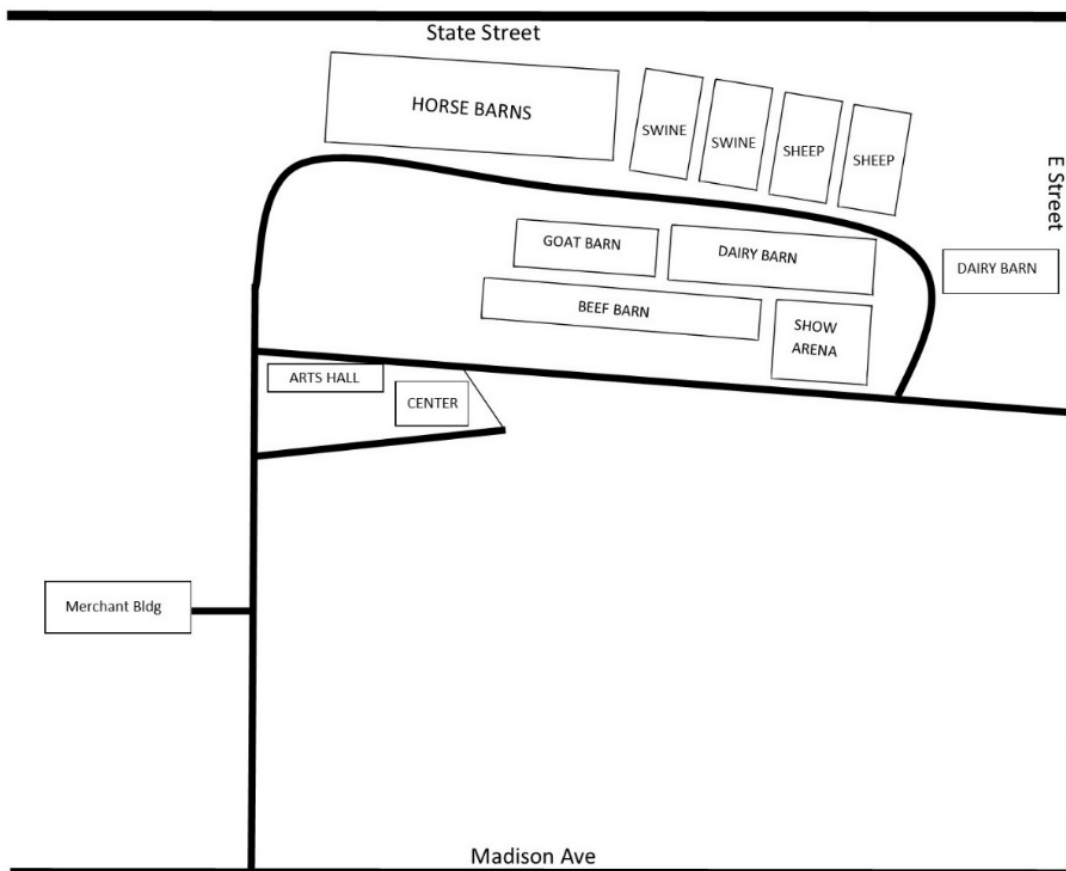 State Street
HORSE BARNS
SWINE
SWINE
SHEEP
SHEEP
E Street
GOAT BARN
DAIRY BARN
DAIRY BARN
BEEF BARN
SHOW
ARENA
ARTS HALL
CENTER
Merchant Bldg
Madison Ave